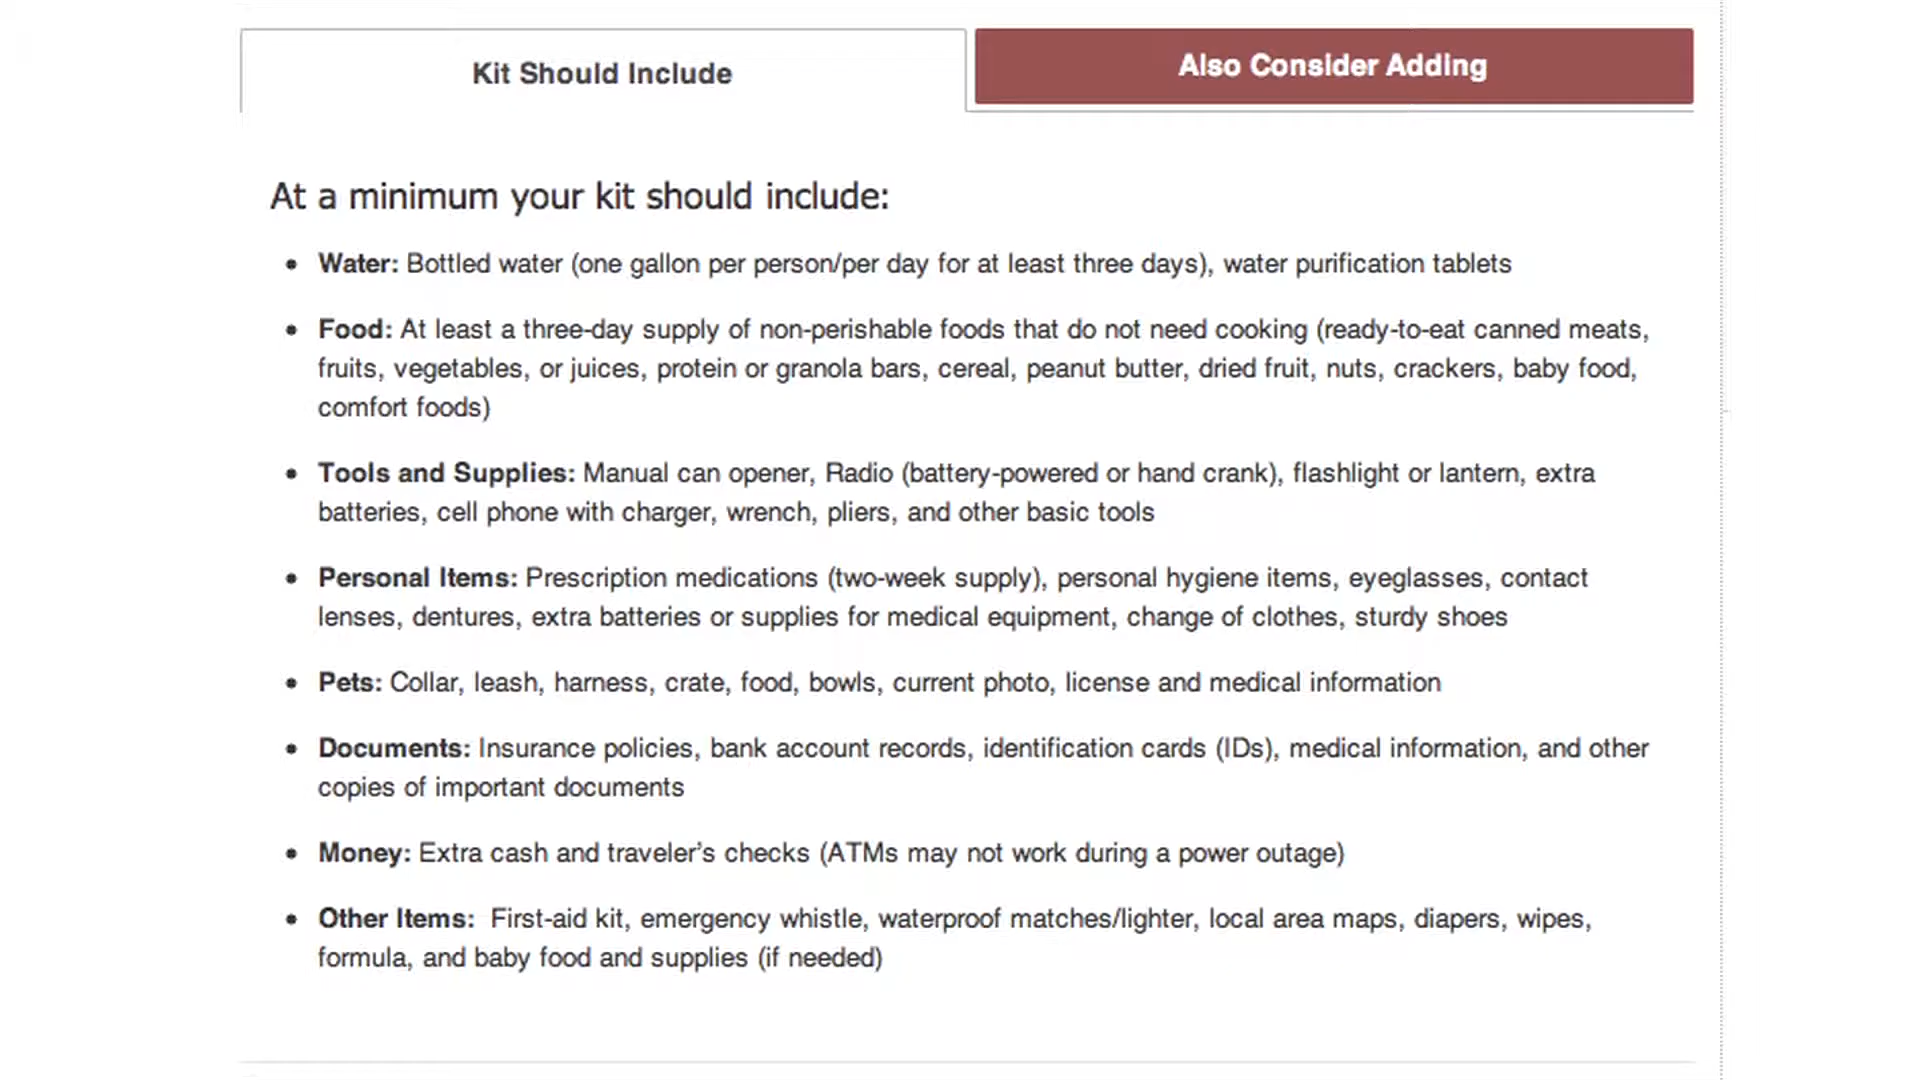 Kit Should Include
Also Consider Adding
At a minimum your kit should include:
• Water: Bottled water (one gallon per person/per day for at least three days), water purification tablets
• Food: At least a three-day supply of non-perishable foods that do not need cooking (ready-to-eat canned meats,
fruits, vegetables, or juices, protein or granola bars, cereal, peanut butter, dried fruit, nuts, crackers, baby food,
comfort foods)
• Tools and Supplies: Manual can opener, Radio (battery-powered or hand crank), flashlight or lantern, extra
batteries, cell phone with charger, wrench, pliers, and other basic tools
• Personal Items: Prescription medications (two-week supply), personal hygiene items, eyeglasses, contact
lenses, dentures, extra batteries or supplies for medical equipment, change of clothes, sturdy shoes
• Pets: Collar, leash, harness, crate, food, bowls, current photo, license and medical information
• Documents: Insurance policies, bank account records, identification cards (IDs), medical information, and other
copies of important documents
• Money: Extra cash and traveler’s checks (ATMs may not work during a power outage)
• Other Items: First-aid kit, emergency whistle, waterproof matches/lighter, local area maps, diapers, wipes,
formula, and baby food and supplies (if needed)